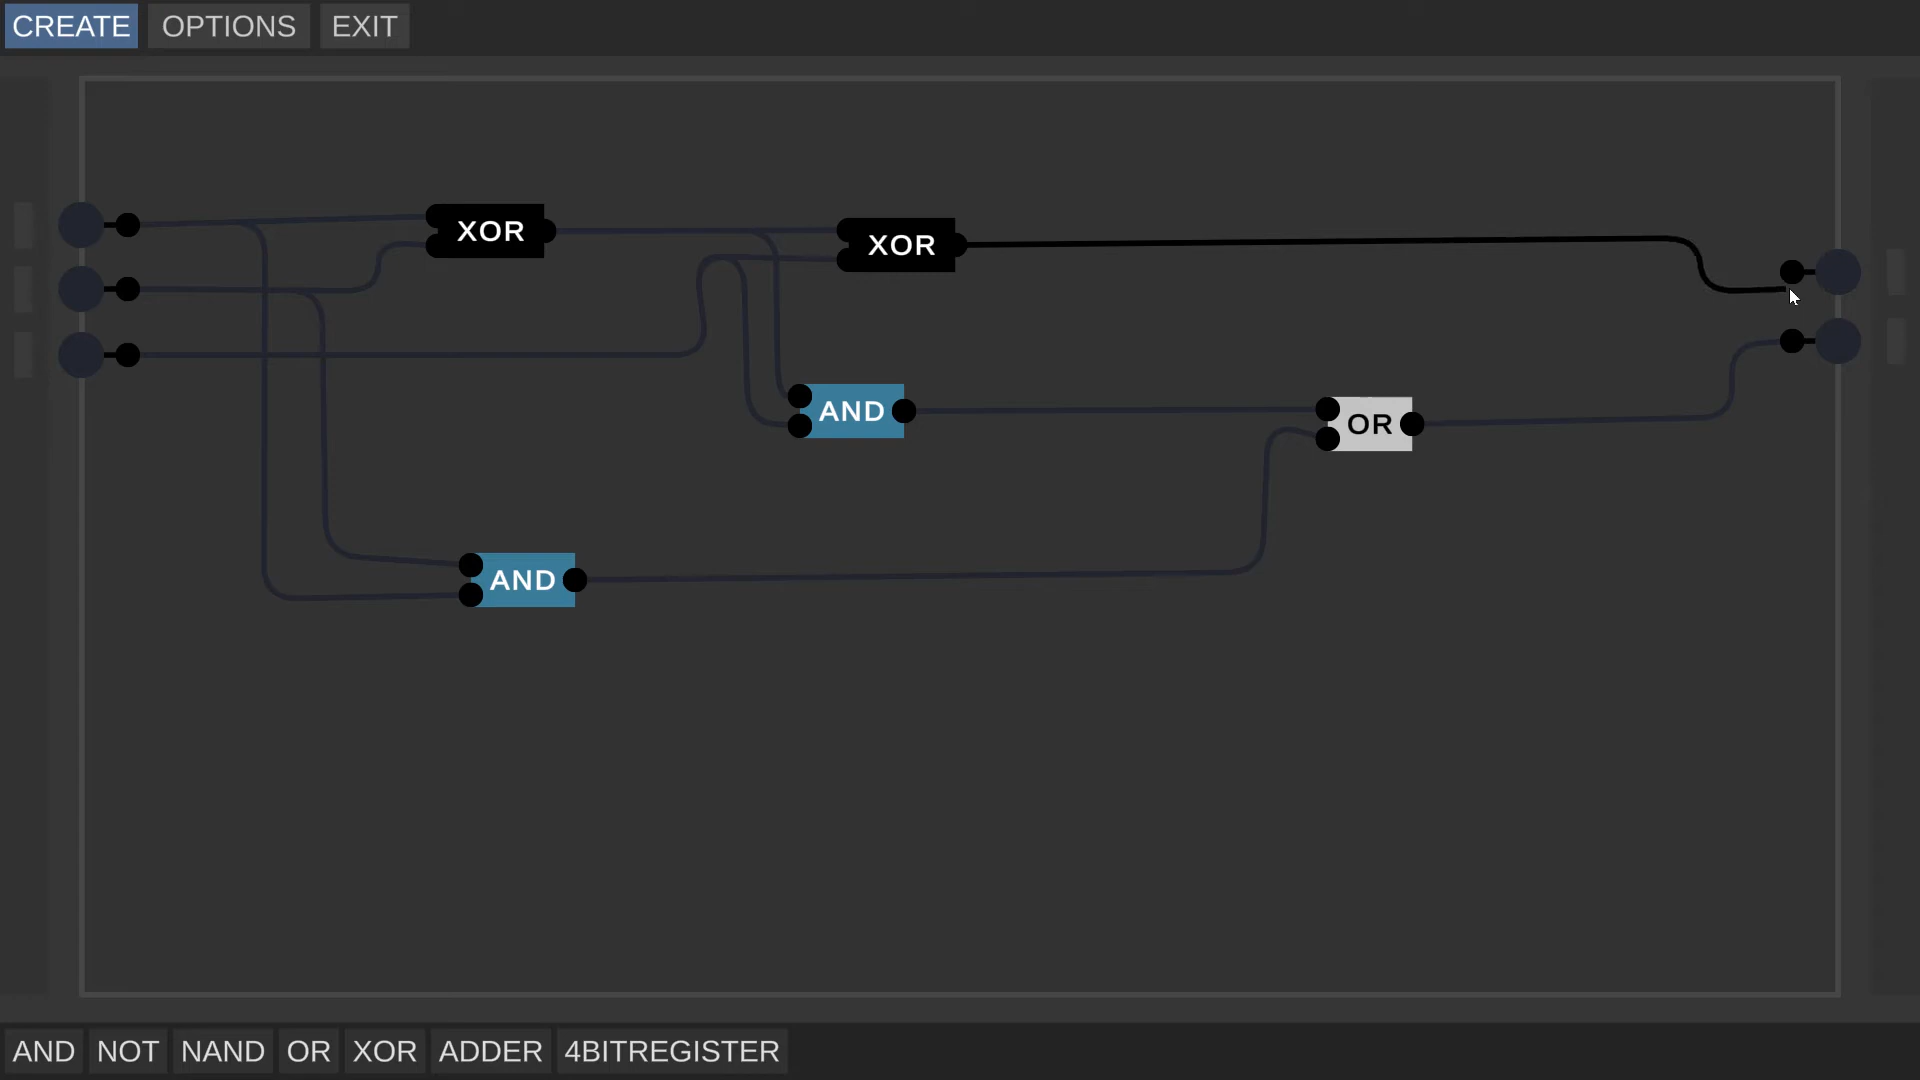 CREATE OPTIONS EXIT
XOR XOR
AND OR
AND
AND NOT NAND OR XOR ADDER 4BITREGISTER